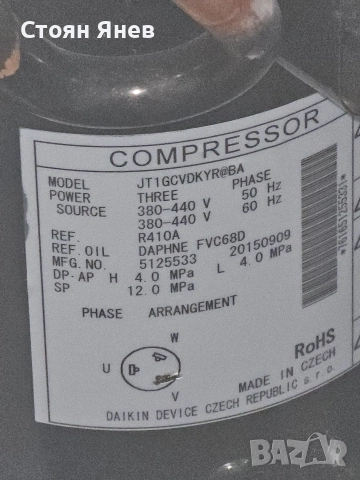 Стоян Янев
COMPRESSOR
MODEL JT1GCVDKYR@BA
POWER THREE PHASE
SOURCE 380-440 V 50 Hz
380-440 V 60 Hz
REF. R410A
REF.OIL DAPHNE FVC68D
MFG.NO. 5125533 20150909
DP-AP H 4.0 MPa L 4.0 MPa
SP 12.0 MPa
PHASE ARRANGEMENT
W
U
V
RoHS
MADE IN CZECH
DAIKIN DEVICE CZECH REPUBLIC s.r.o.
BAZAR